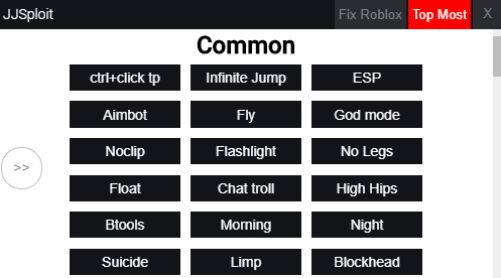 JJSploit Fix Roblox Top Most X
Common
ctrl+click tp Infinite Jump ESP
Aimbot Fly God mode
Noclip Flashlight No Legs
>>
Float Chat troll High Hips
Btools Morning Night
Suicide Limp Blockhead